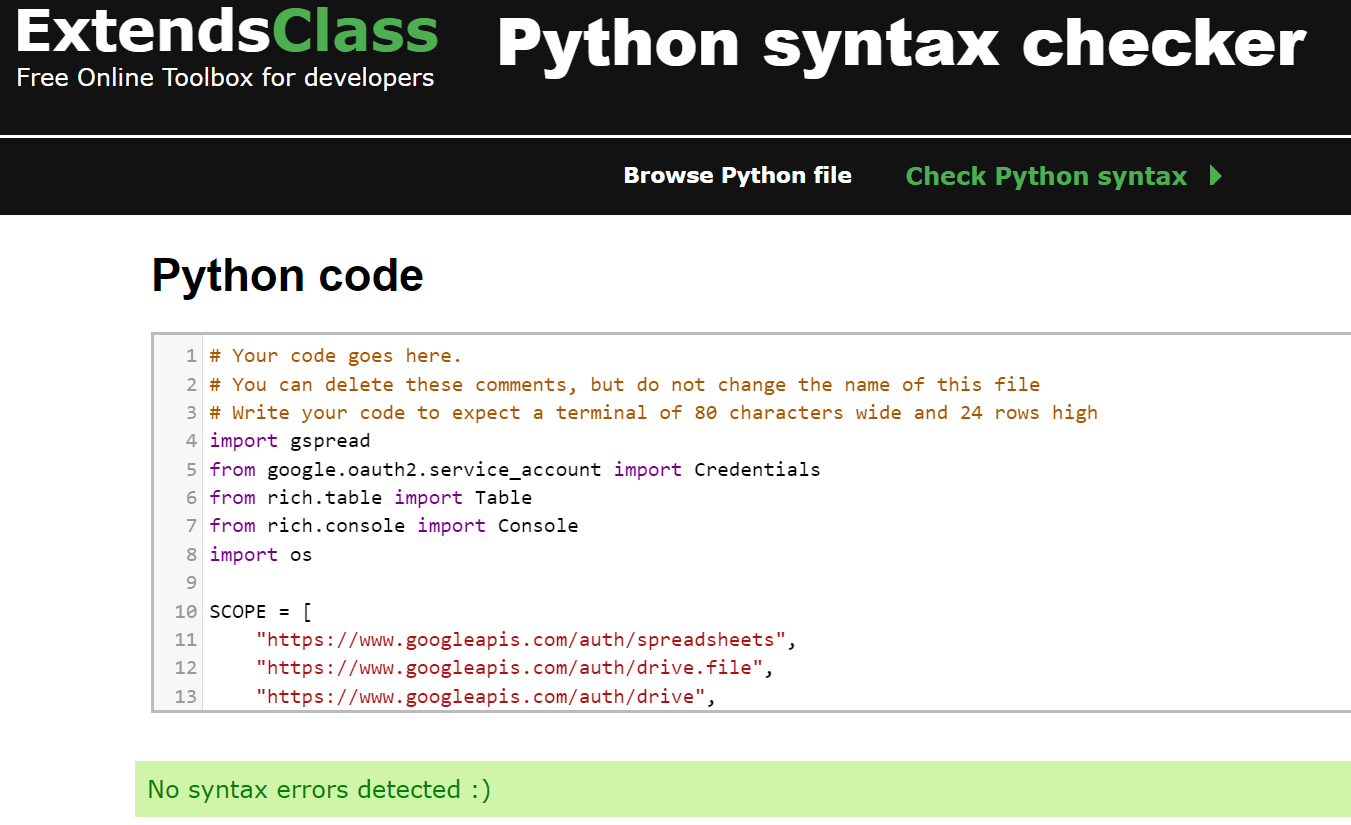 ExtendsClass
Free Online Toolbox for developers
Python syntax checker
Browse Python file
Check Python syntax
Python code
1 # Your code goes here.
2 # You can delete these comments, but do not change the name of this file
3 # Write your code to expect a terminal of 80 characters wide and 24 rows high
4 import gspread
5 from google.oauth2.service_account import Credentials
6 from rich.table import Table
7 from rich.console import Console
8 import os
9
10 SCOPE = [
11     "https://www.googleapis.com/auth/spreadsheets",
12     "https://www.googleapis.com/auth/drive.file",
13     "https://www.googleapis.com/auth/drive",
No syntax errors detected :)